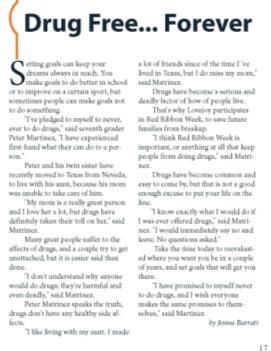 Drug Free... Forever
Setting goals can keep your
dreams always in reach. You
make goals to do better in school
or to improve on a certain sport, but
sometimes people can make goals not
to do something.
"I've pledged to myself to never,
ever to do drugs," said seventh grader
Peter Martinez, "I have experienced
first-hand what they can do to a per-
son."
Peter and his twin sister have
recently moved to Texas from Neveda,
to live with his aunt, because his mom
was unable to take care of him.
"My mom is a really great person
and I love her a lot, but drugs have
definitely taken their toll on her," said
Matrinez.
Many great people suffer to the
affects of drugs, and a couple try to get
unattached, but it is easier said than
done.
"I don't understand why anyone
would do drugs; they're harmful and
even deadly," said Matrinez.
Peter Matrinez speaks the truth,
drugs don't have any healthy side af-
fects.
"I like living with my aunt. I made
a lot of friends since of the time I 've
lived in Texas, but I do miss my mom,"
said Matrinez.
Drugs have become a serious and
deadly factor of how of people live.
That's why Lovejoy participates
in Red Ribbon Week, to save future
families from breakup.
"I think Red Ribbon Week is
important, or anything at all that keep
people from doing drugs," said Matri-
nez.
Drugs have become common and
easy to come by, but that is not a good
enough excuse to put your life on the
line.
"I know exactly what I would do if
I was ever offered drugs," said Matri-
nez. "I would immediately say no and
leave. No questions asked."
Take the time today to reevaluat-
ed where you want you be in a couple
of years, and set goals that will get you
there.
"I have promised to myself never
to do drugs, and I wish everyone
makes the same promises to them-
selves," said Martinez.
by Jenna Barratt
17